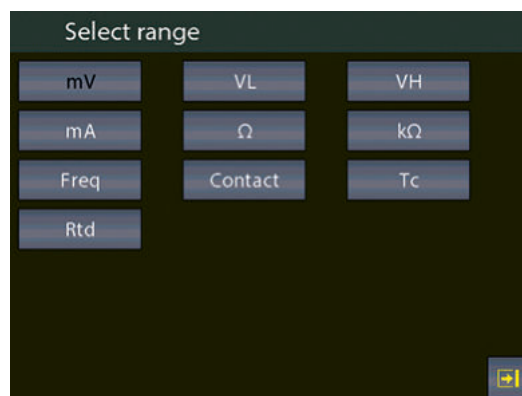 Select range
mV VL VH
mA Ω kΩ
Freq Contact Tc
Rtd